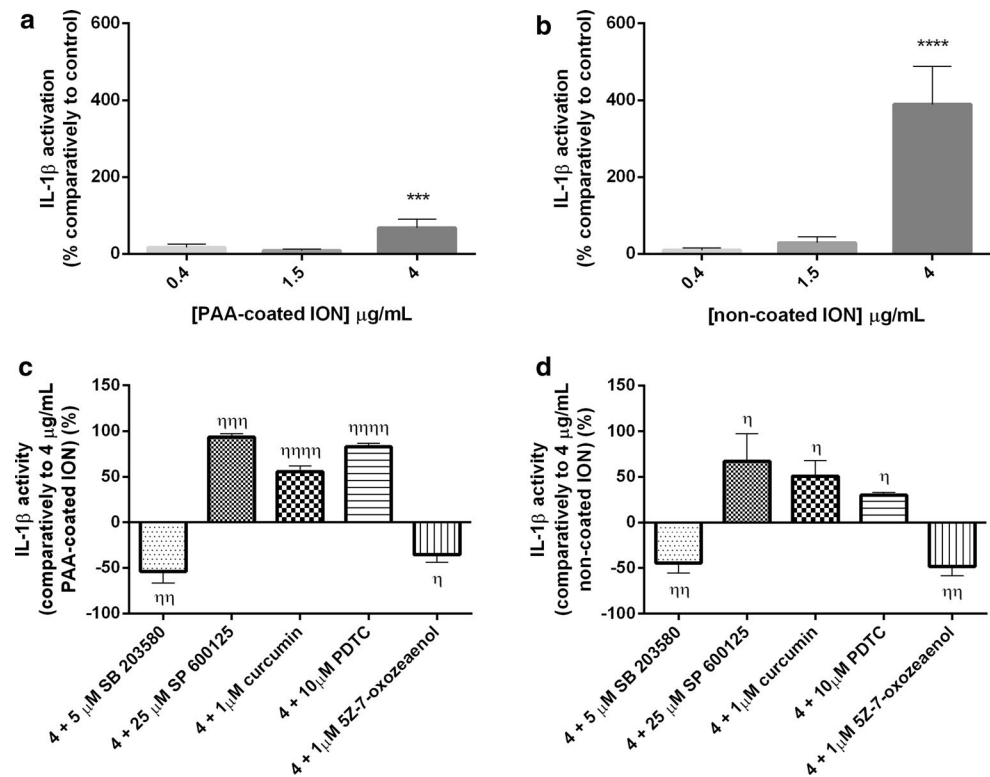 a
600
400
200
0
IL-1β activation
(% comparatively to control)
***
0.4
1.5
4
[PAA-coated ION] μg/mL
b
600
400
200
0
IL-1β activation
(% comparatively to control)
****
0.4
1.5
4
[non-coated ION] μg/mL
c
150
100
50
0
-50
-100
IL-1β activity
(comparatively to 4 μg/mL
PAA-coated ION) (%)
ηη
ηηη
ηηηη
ηηηη
η
4 + 5 μM SB 203580
4 + 25 μM SP 600125
4 + 1μM curcumin
4 + 10μM PDTC
4 + 1μM 5Z-7-oxozeaenol
d
150
100
50
0
-50
-100
IL-1β activity
(comparatively to 4 μg/mL
non-coated ION) (%)
ηη
η
η
η
ηη
4 + 5 μM SB 203580
4 + 25 μM SP 600125
4 + 1μM curcumin
4 + 10μM PDTC
4 + 1μM 5Z-7-oxozeaenol